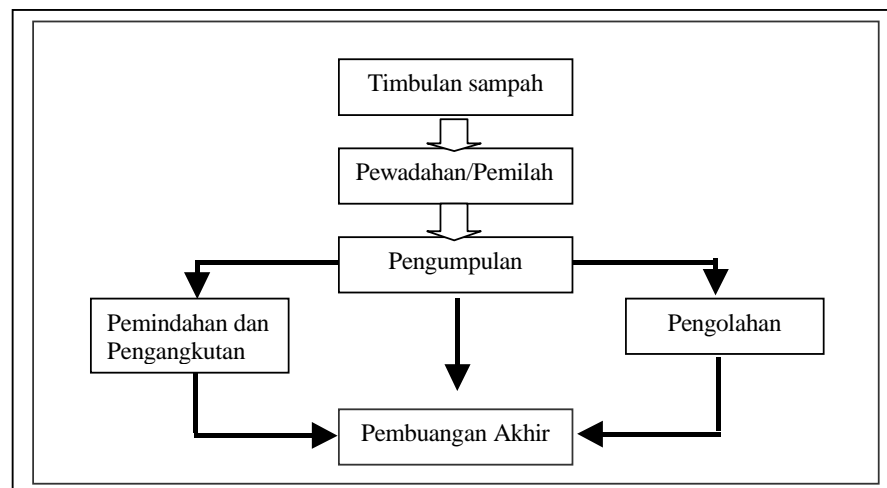 Timbulan sampah
Pewadahan/Pemilah
Pengumpulan
Pemindahan dan
Pengangkutan
Pengolahan
Pembuangan Akhir